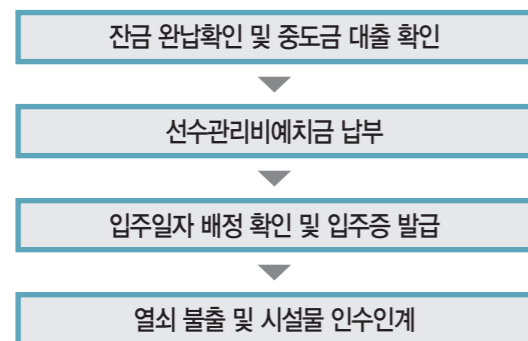 잔금 완납확인 및 중도금 대출 확인
선수관리비예치금 납부
입주일자 배정 확인 및 입주증 발급
열쇠 불출 및 시설물 인수인계